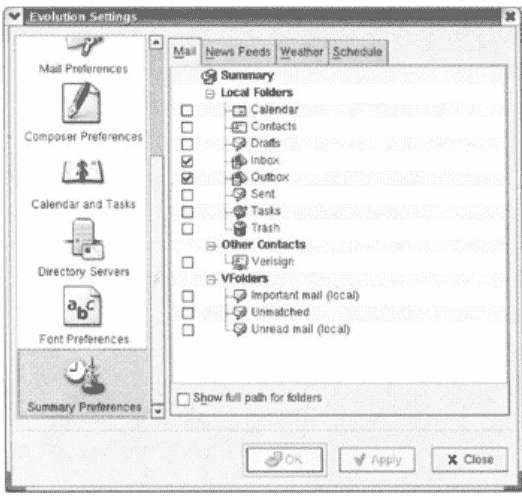 Evolution Settings
Mail Preferences
Composer Preferences
Calendar and Tasks
Directory Servers
abc
Font Preferences
Summary Preferences
Mail News Feeds Weather Schedule
Summary
Local Folders
Calendar
Contacts
Drafts
Inbox
Outbox
Sent
Tasks
Trash
Other Contacts
Verisign
VFolders
Important mail (local)
Unmatched
Unread mail (local)
Show full path for folders
OK Apply Close